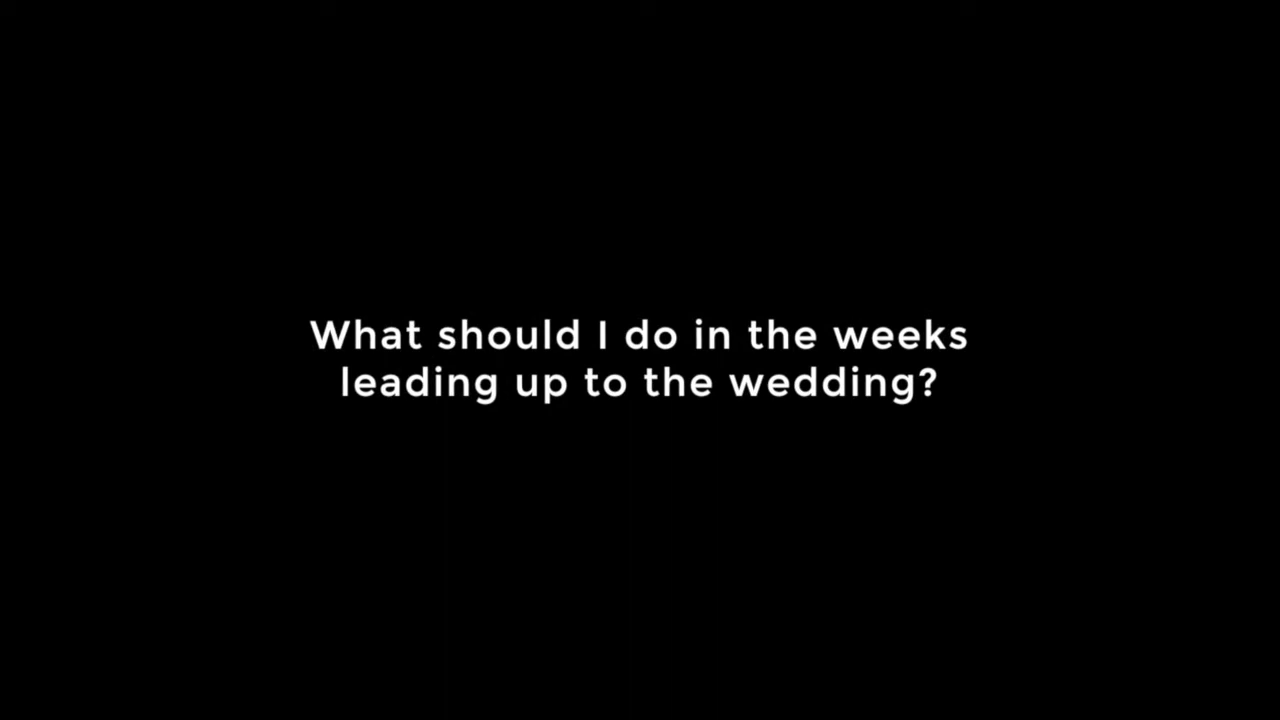 What should I do in the weeks
leading up to the wedding?